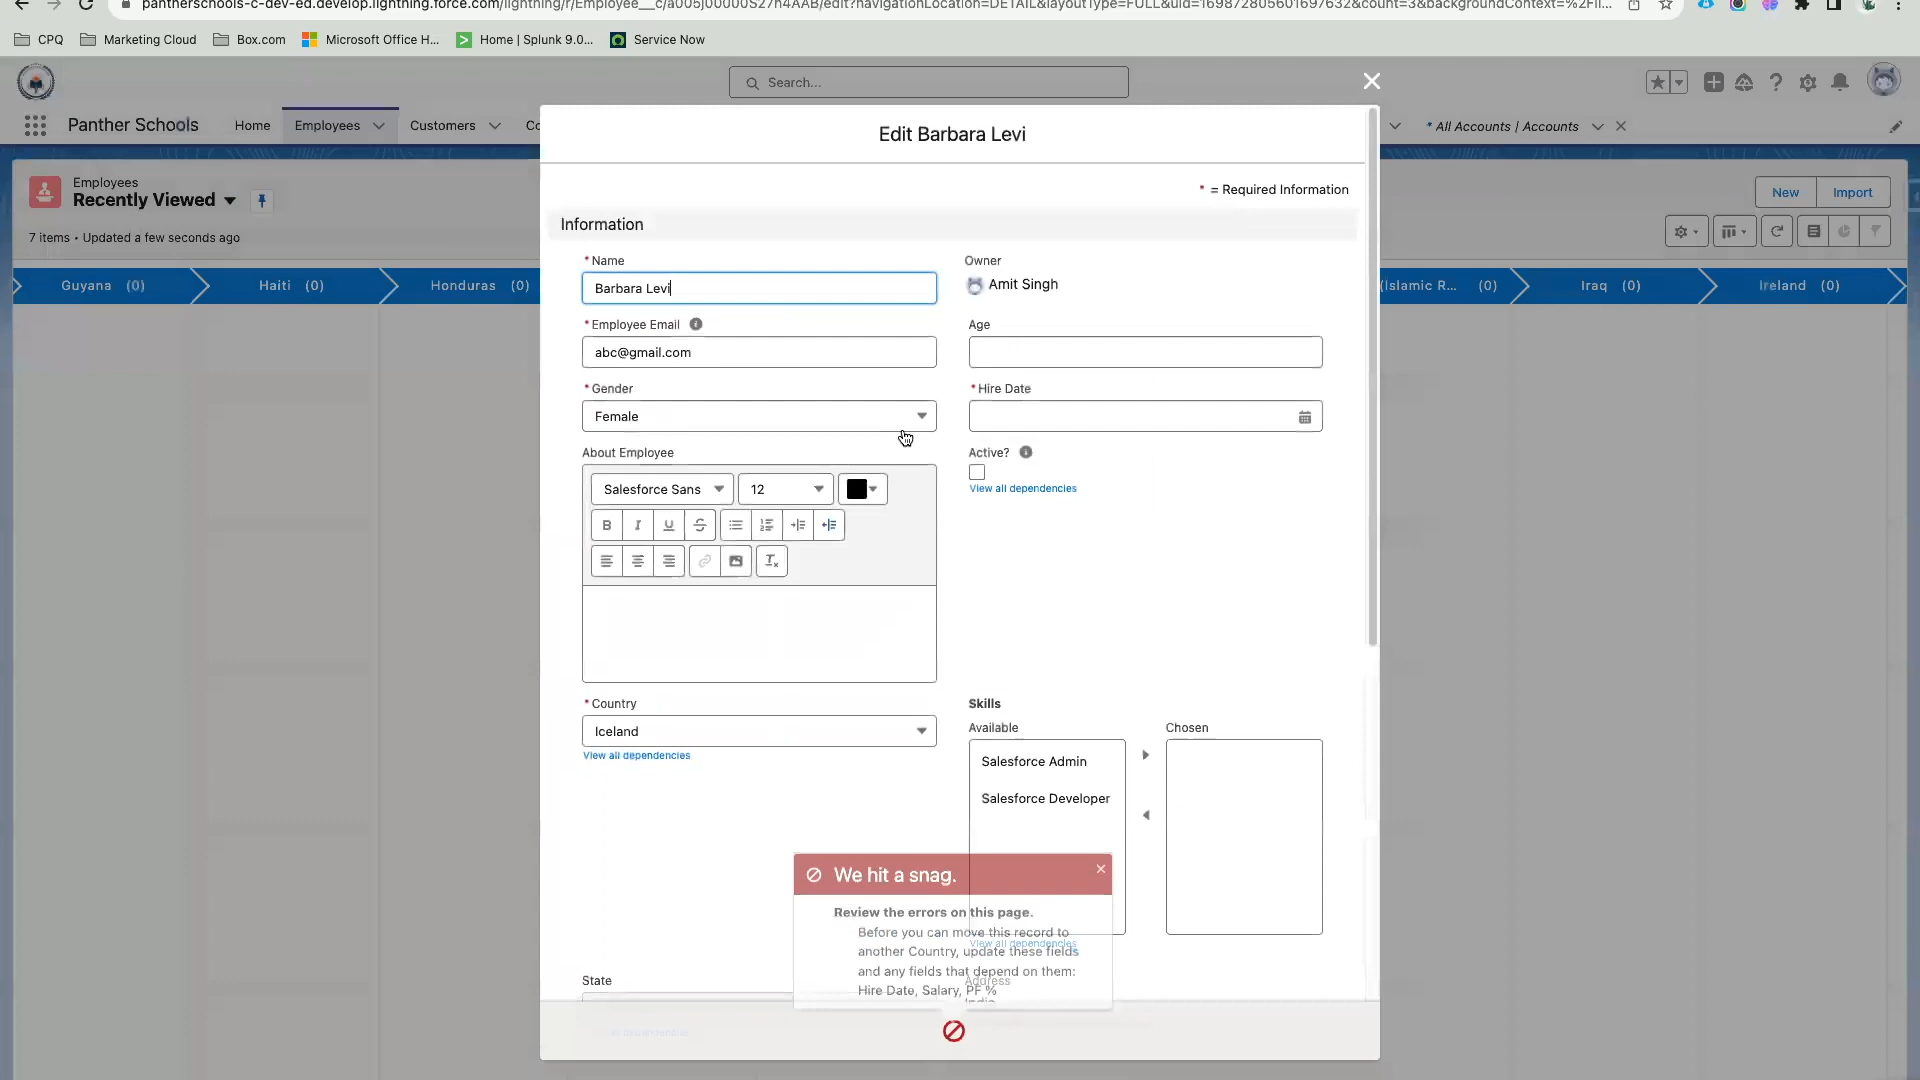 pantherschools-c-dev-ed.develop.lightning.force.com/lightning/r/Employee__c/a005j00000S27h4AAB/edit?navigationLocation=DETAIL&layoutType=FULL&uid=169872805601697632&count=3&backgroundContext=%2Fli...
CPQ Marketing Cloud Box.com Microsoft Office H... Home | Splunk 9.0... Service Now
Search...
Panther Schools Home Employees Customers Co * All Accounts | Accounts
Edit Barbara Levi
* = Required Information
Employees
Recently Viewed
New Import
7 items • Updated a few seconds ago
Guyana (0) Haiti (0) Honduras (0) (Islamic R... (0) Iraq (0) Ireland (0)
Information
* Name Owner
Barbara Levi Amit Singh
* Employee Email Age
abc@gmail.com
* Gender * Hire Date
Female
About Employee Active?
View all dependencies
Salesforce Sans 12
B I U S
* Country Skills
Available Chosen
Iceland
View all dependencies
Salesforce Admin
Salesforce Developer
We hit a snag.
Review the errors on this page.
Before you can move this record to
another Country, update these fields
and any fields that depend on them:
Hire Date, Salary, PF %
View all dependencies
State Address
India